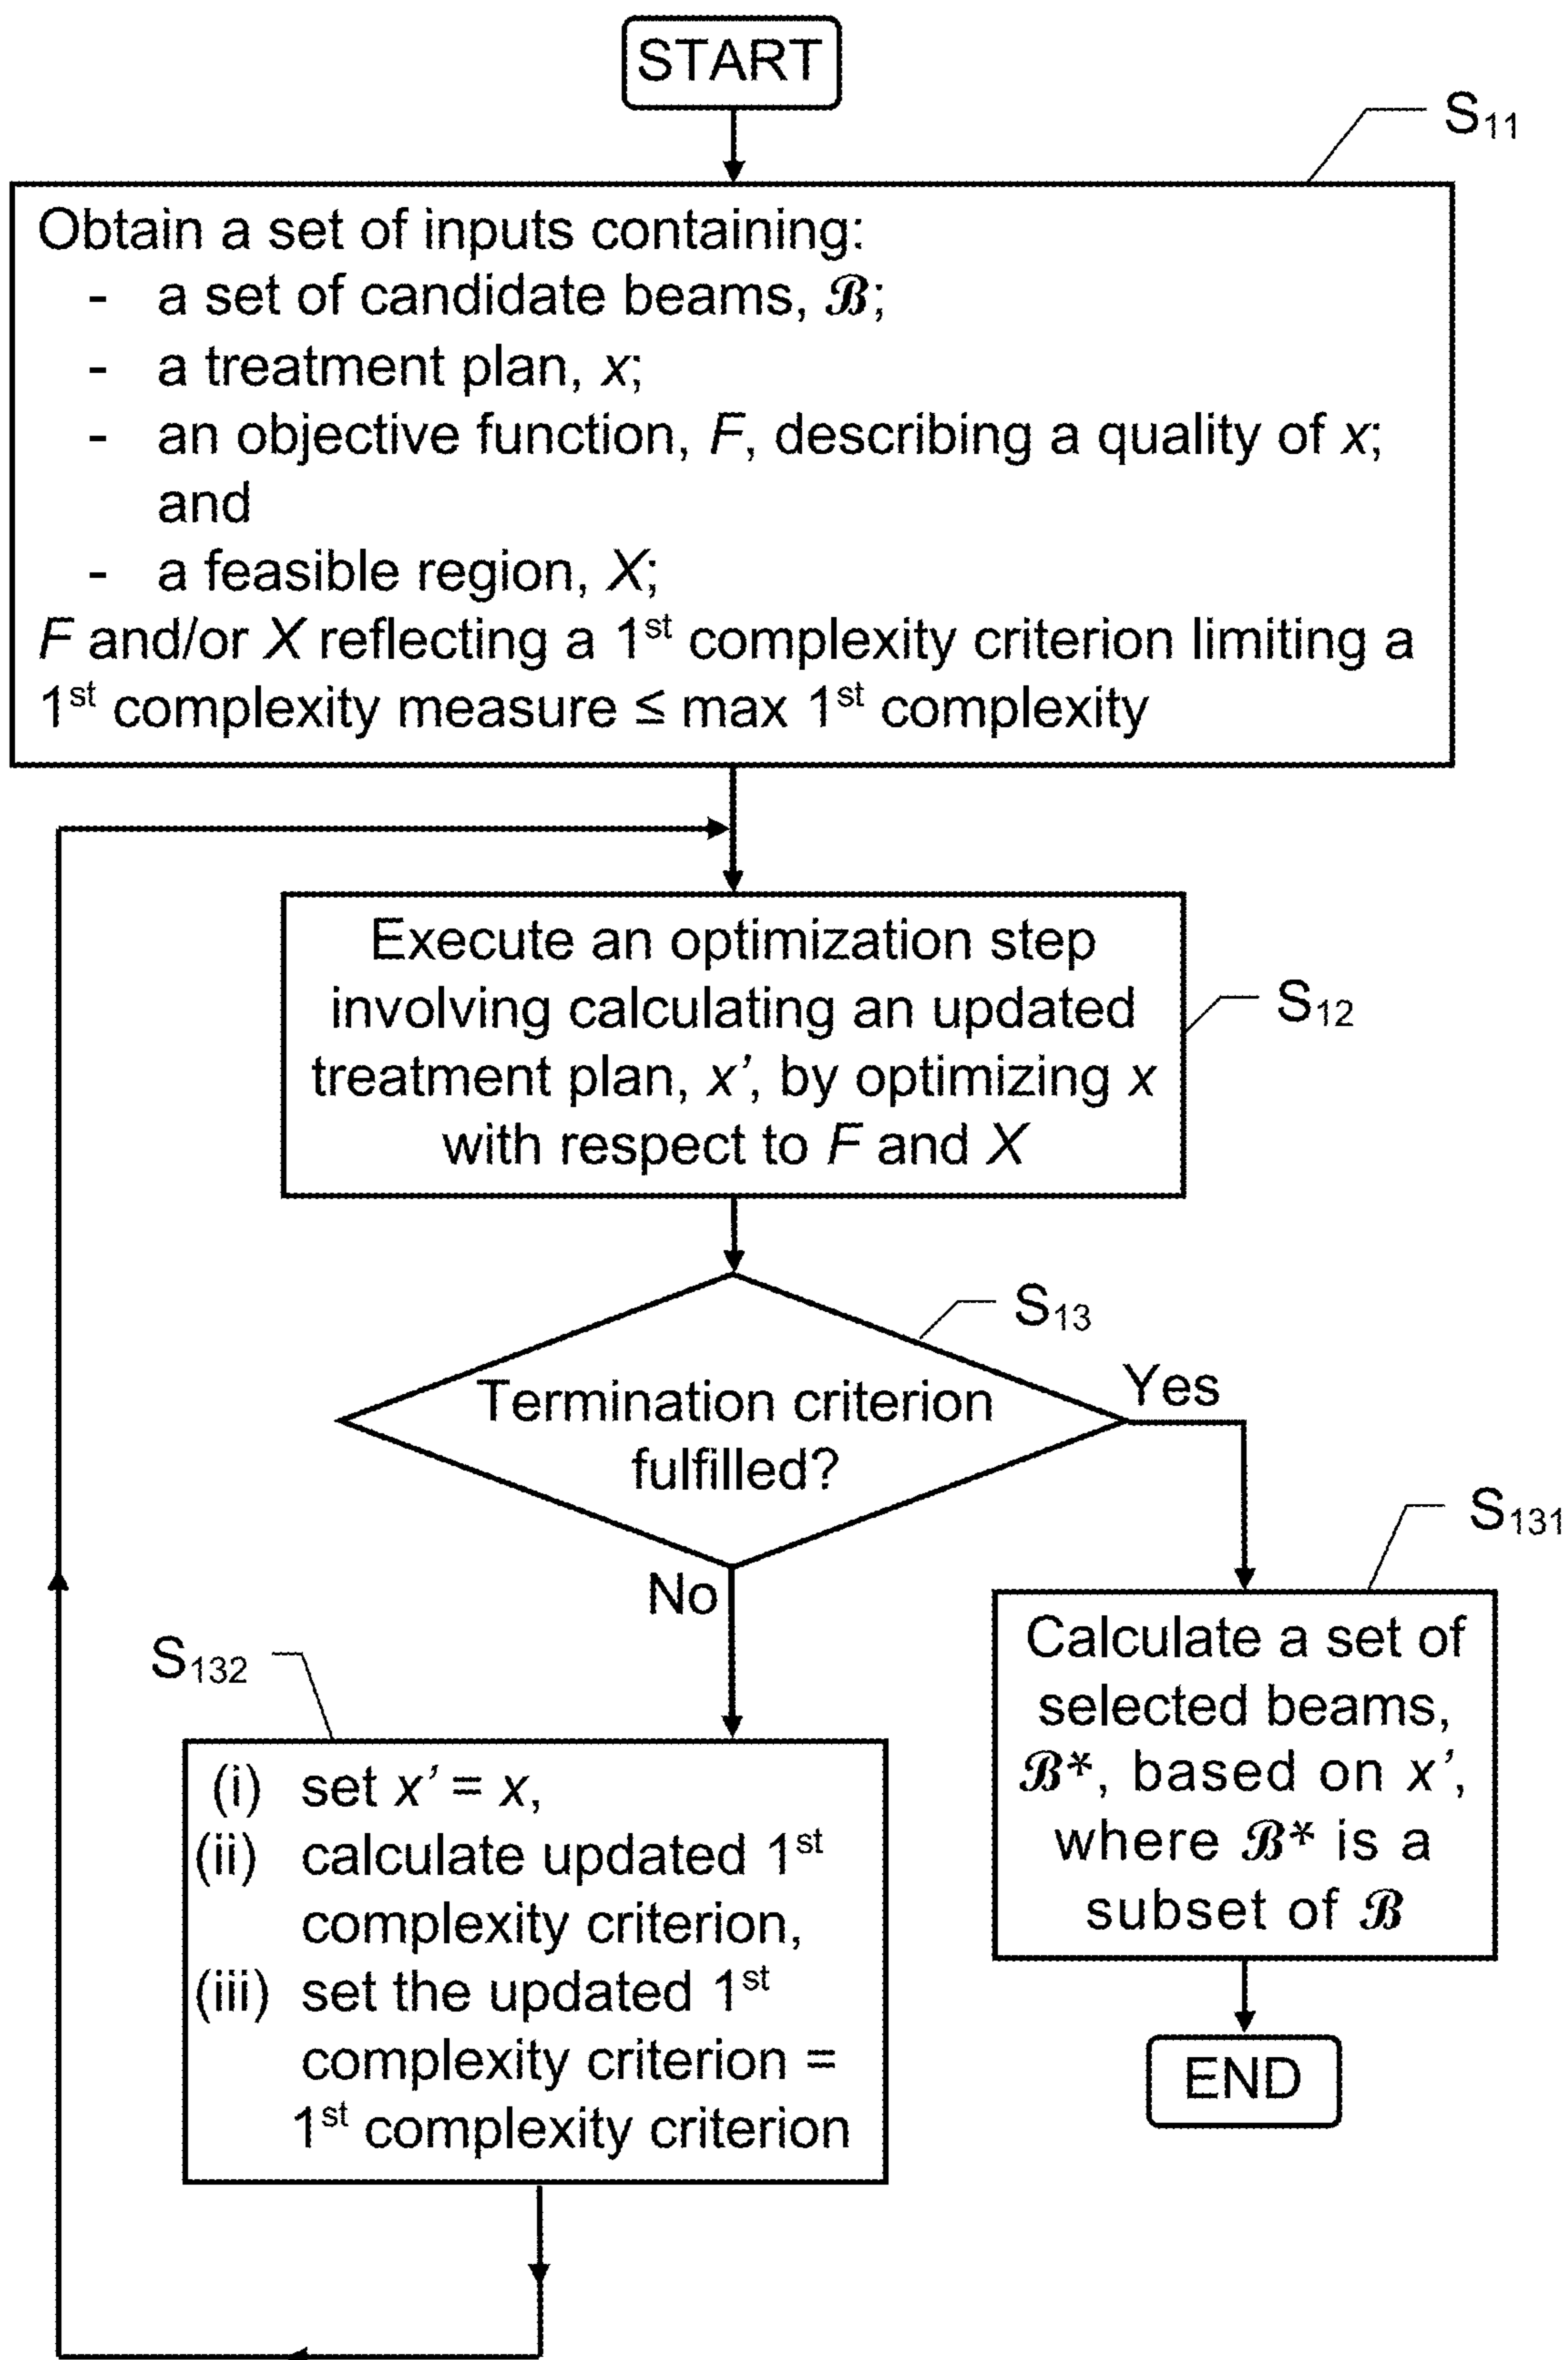 START
S₁₁
Obtain a set of inputs containing:
- a set of candidate beams, ℬ;
- a treatment plan, x;
- an objective function, F, describing a quality of x;
and
- a feasible region, X;
F and/or X reflecting a 1ˢᵗ complexity criterion limiting a
1ˢᵗ complexity measure ≤ max 1ˢᵗ complexity
Execute an optimization step
involving calculating an updated
treatment plan, x’, by optimizing x
with respect to F and X
S₁₂
S₁₃
Termination criterion
fulfilled?
Yes
No
S₁₃₁
Calculate a set of
selected beams,
ℬ*, based on x’,
where ℬ* is a
subset of ℬ
S₁₃₂
(i) set x’ = x,
(ii) calculate updated 1ˢᵗ
complexity criterion,
(iii) set the updated 1ˢᵗ
complexity criterion =
1ˢᵗ complexity criterion
END